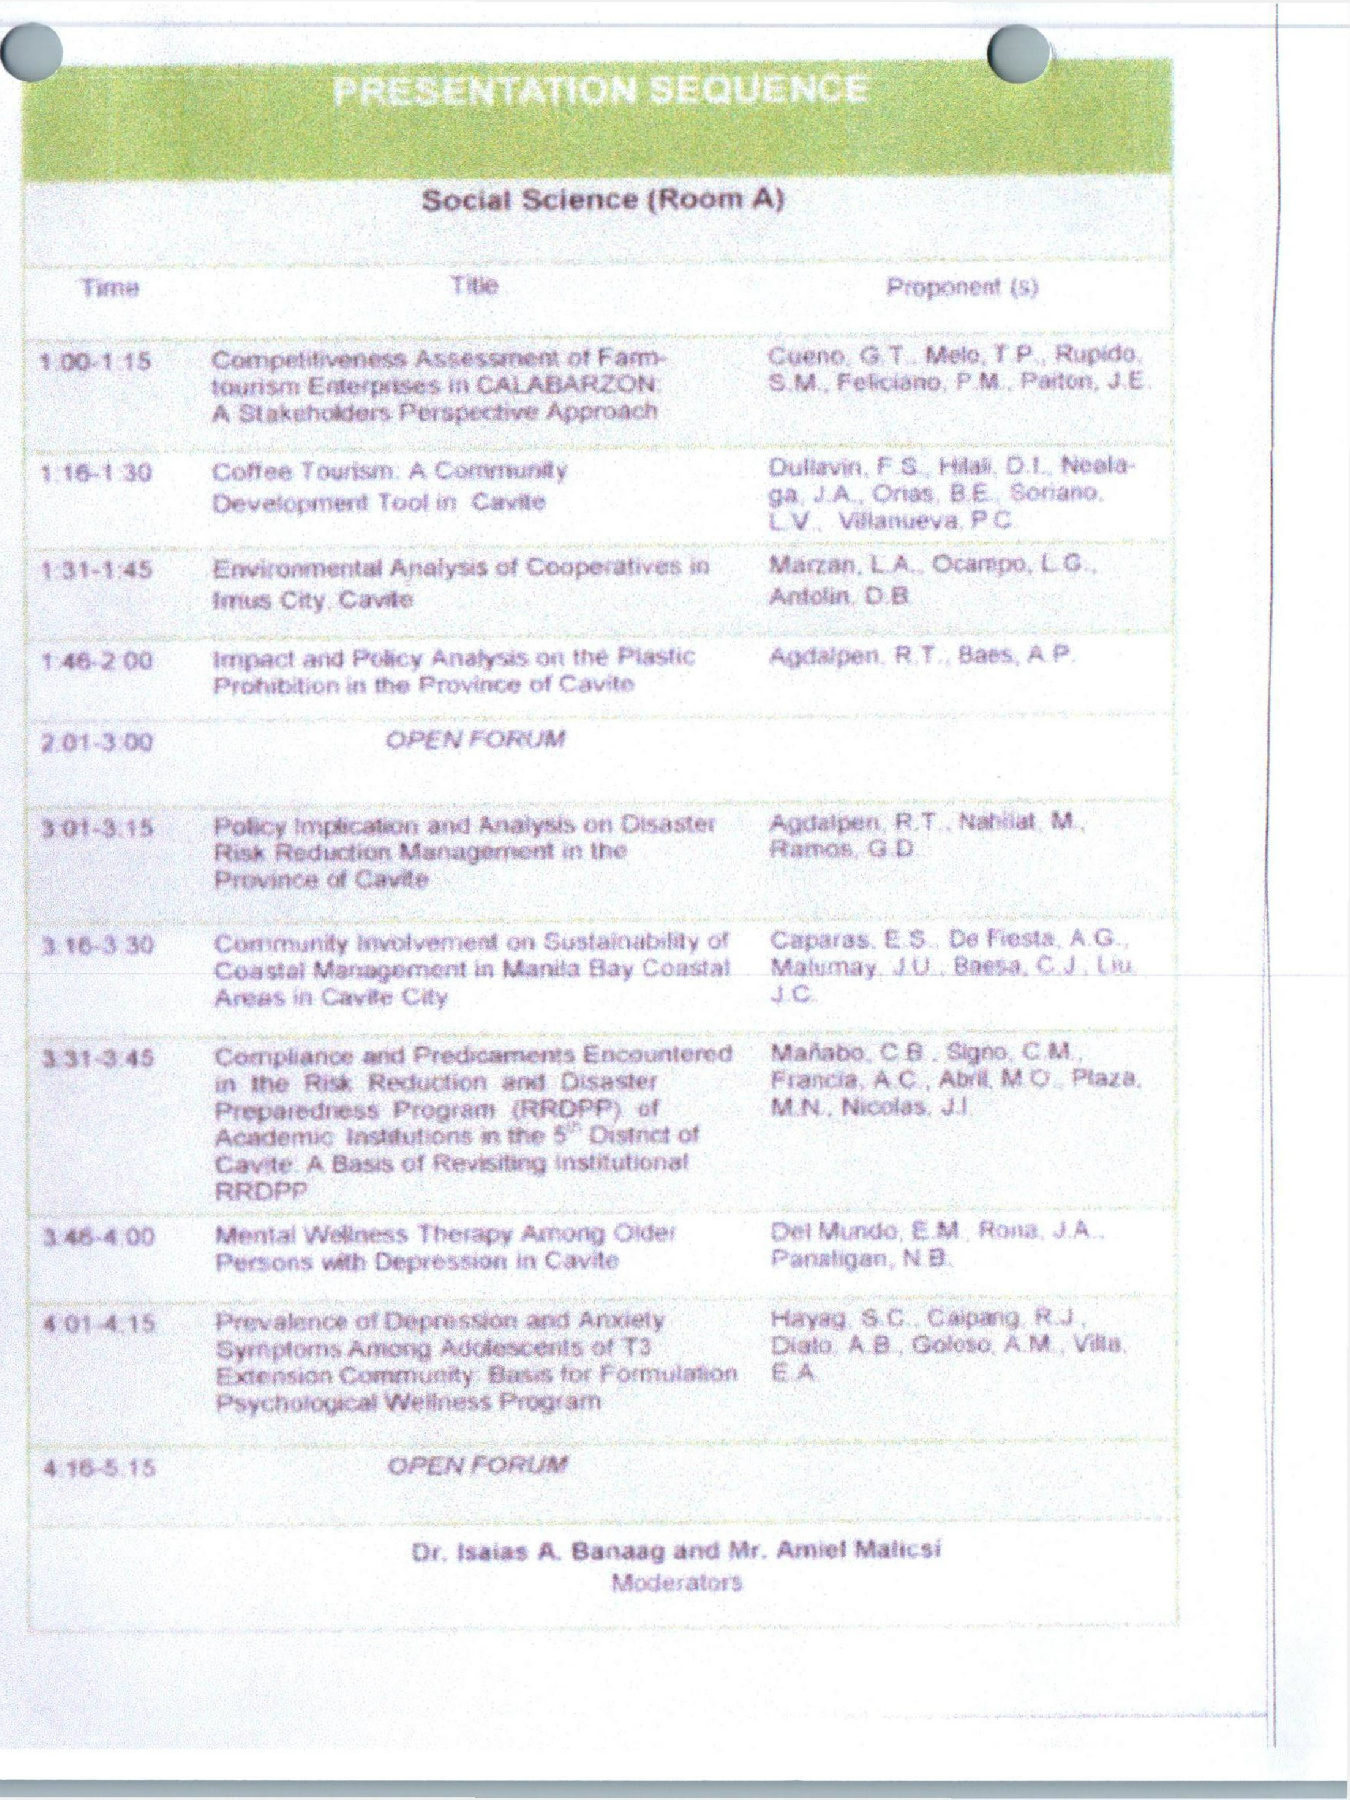 PRESENTATION SEQUENCE
Social Science (Room A)
Time Title Proponent (s)
1:00-1:15 Competitiveness Assessment of Farm- Cueno, G.T., Melo, T.P., Rupido,
tourism Enterprises in CALABARZON: S.M., Feliciano, P.M., Paiton, J.E.
A Stakeholders Perspective Approach
1:16-1:30 Coffee Tourism: A Community Dullavin, F.S., Hilali, D.I., Neala-
Development Tool in Cavite ga, J.A., Orias, B.E., Soriano,
L.V., Villanueva, P.C.
1:31-1:45 Environmental Analysis of Cooperatives in Marzan, L.A., Ocampo, L.G.,
Imus City, Cavite Antolin, D.B.
1:46-2:00 Impact and Policy Analysis on the Plastic Agdalpen, R.T., Baes, A.P.
Prohibition in the Province of Cavite
2:01-3:00 OPEN FORUM
3:01-3:15 Policy Implication and Analysis on Disaster Agdalpen, R.T., Nahilat, M.,
Risk Reduction Management in the Ramos, G.D.
Province of Cavite
3:16-3:30 Community Involvement on Sustainability of Caparas, E.S., De Fiesta, A.G.,
Coastal Management in Manila Bay Coastal Malumay, J.U., Baesa, C.J., Liu,
Areas in Cavite City J.C.
3:31-3:45 Compliance and Predicaments Encountered Mañabo, C.B., Signo, C.M.,
in the Risk Reduction and Disaster Francia, A.C., Abril, M.O., Plaza,
Preparedness Program (RRDPP) of M.N., Nicolas, J.I.
Academic Institutions in the 5th District of
Cavite: A Basis of Revisiting Institutional
RRDPP
3:46-4:00 Mental Wellness Therapy Among Older Del Mundo, E.M., Rona, J.A.,
Persons with Depression in Cavite Panaligan, N.B.
4:01-4:15 Prevalence of Depression and Anxiety Hayag, S.C., Caipang, R.J.,
Symptoms Among Adolescents of T3 Diato, A.B., Goloso, A.M., Villa,
Extension Community: Basis for Formulation E.A.
Psychological Wellness Program
4:16-5:15 OPEN FORUM
Dr. Isaias A. Banaag and Mr. Amiel Malicsi
Moderators